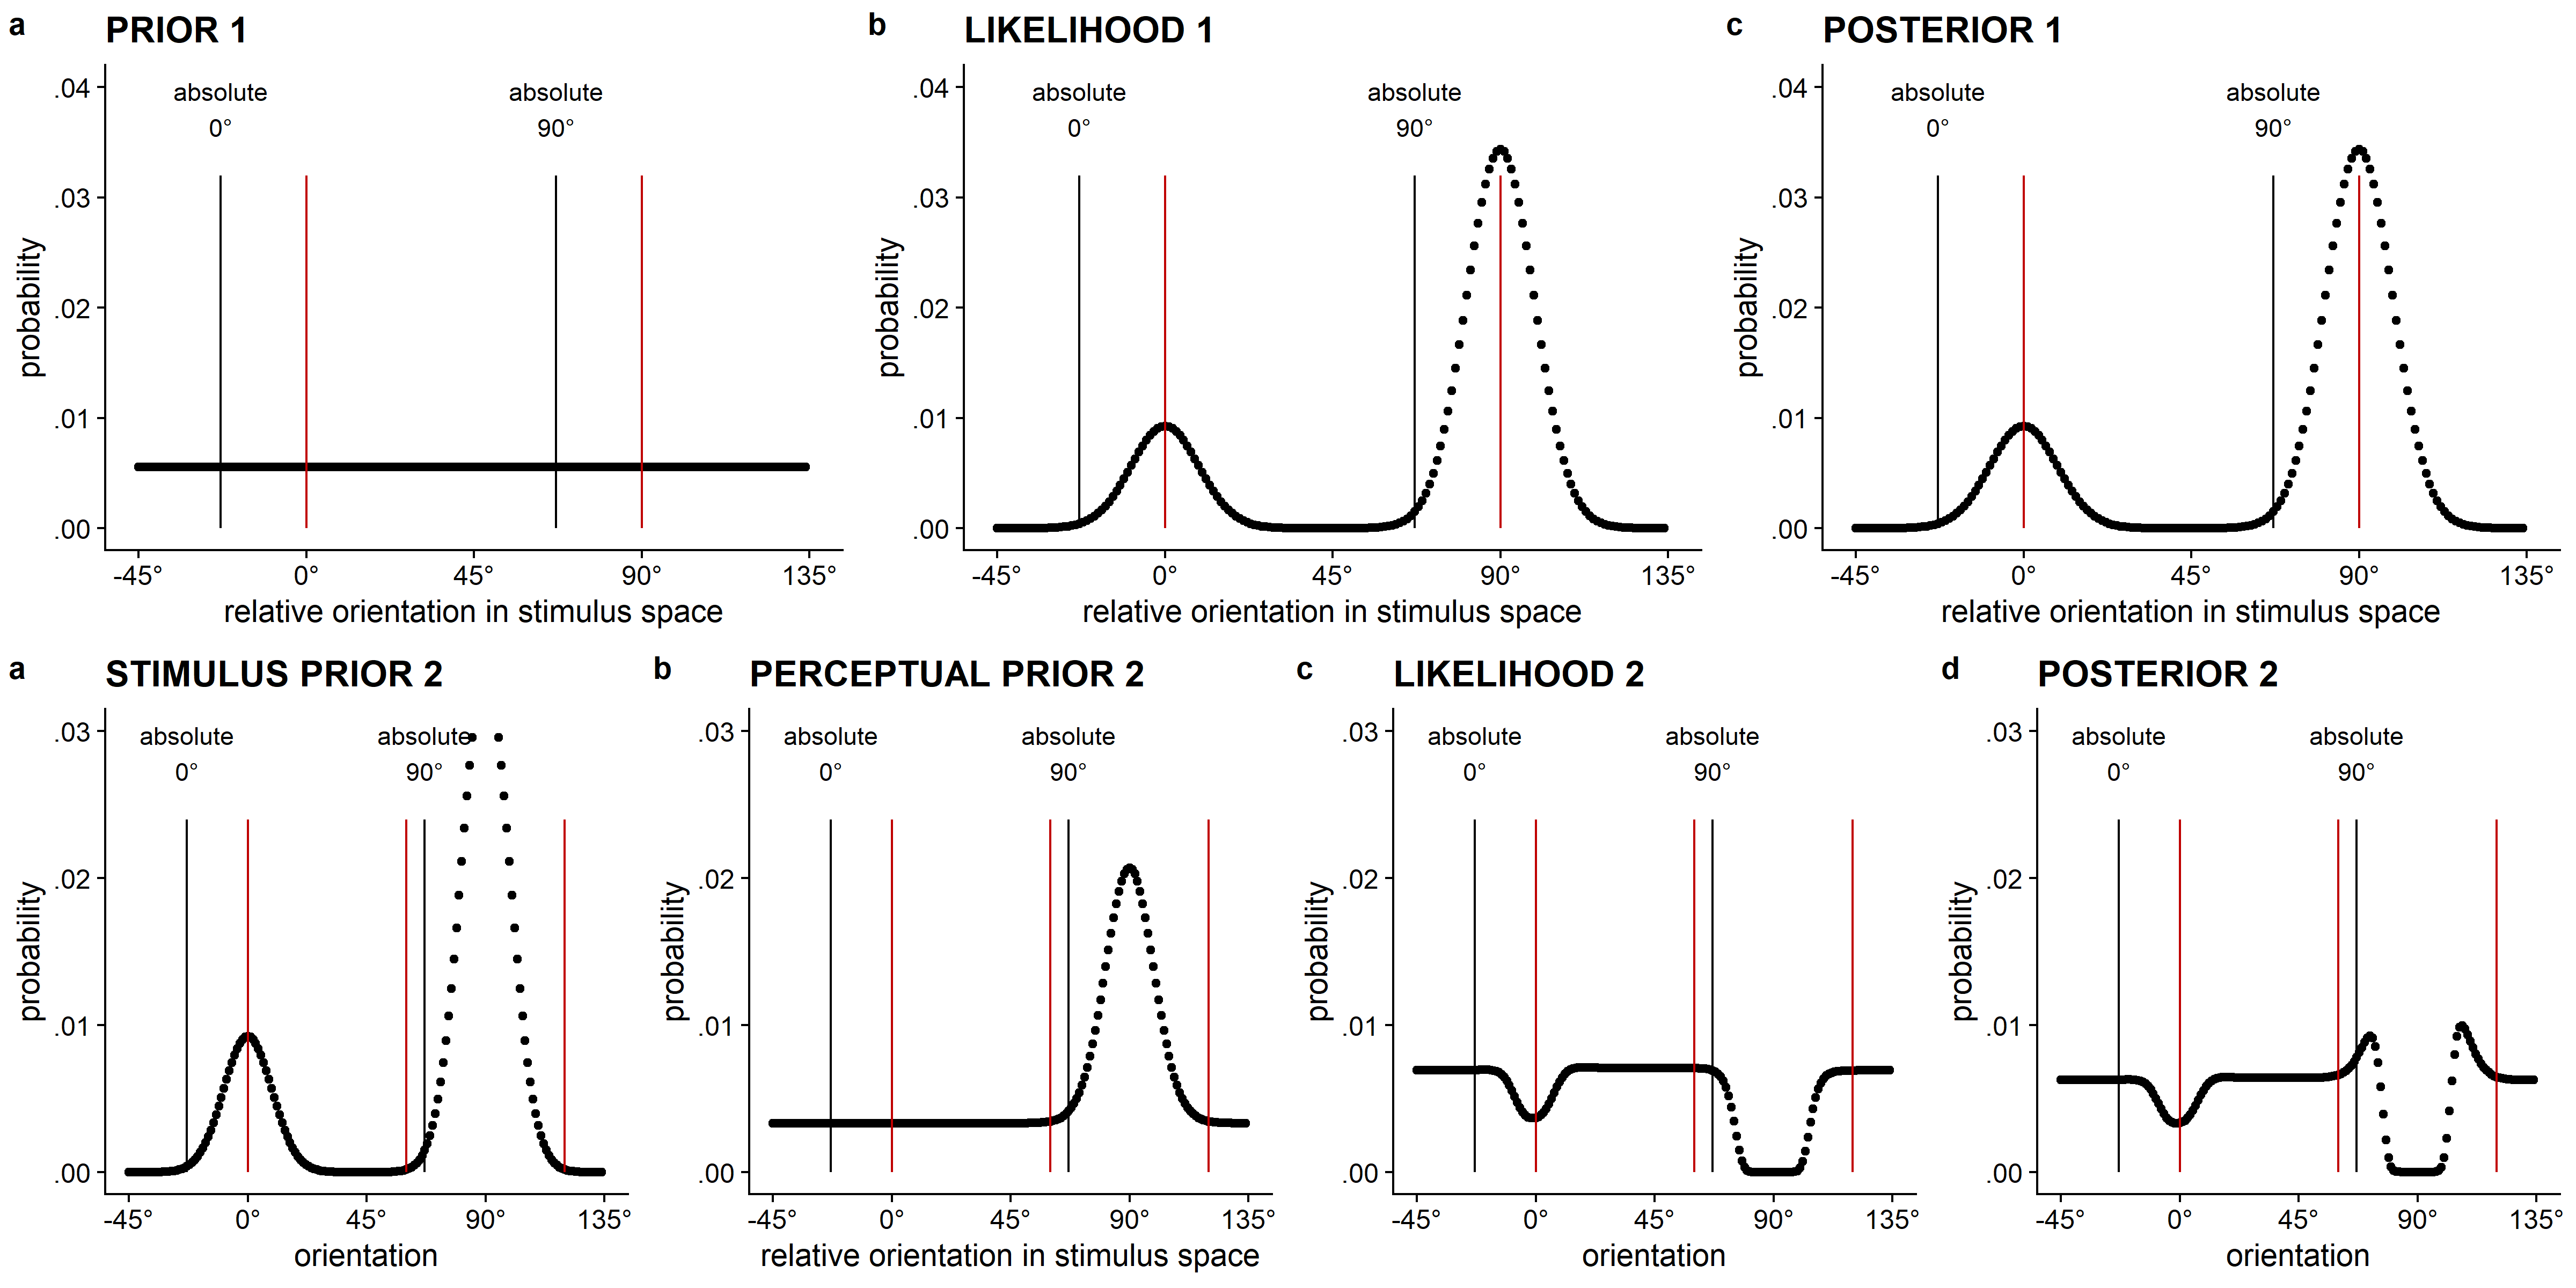 a PRIOR 1
absolute absolute
0° 90°
.04
.03
.02
.01
.00
probability
-45° 0° 45° 90° 135°
relative orientation in stimulus space
b LIKELIHOOD 1
absolute absolute
0° 90°
.04
.03
.02
.01
.00
probability
-45° 0° 45° 90° 135°
relative orientation in stimulus space
c POSTERIOR 1
absolute absolute
0° 90°
.04
.03
.02
.01
.00
probability
-45° 0° 45° 90° 135°
relative orientation in stimulus space
a STIMULUS PRIOR 2
absolute absolute
0° 90°
.03
.02
.01
.00
probability
-45° 0° 45° 90° 135°
orientation
b PERCEPTUAL PRIOR 2
absolute absolute
0° 90°
.03
.02
.01
.00
probability
-45° 0° 45° 90° 135°
relative orientation in stimulus space
c LIKELIHOOD 2
absolute absolute
0° 90°
.03
.02
.01
.00
probability
-45° 0° 45° 90° 135°
orientation
d POSTERIOR 2
absolute absolute
0° 90°
.03
.02
.01
.00
probability
-45° 0° 45° 90° 135°
orientation